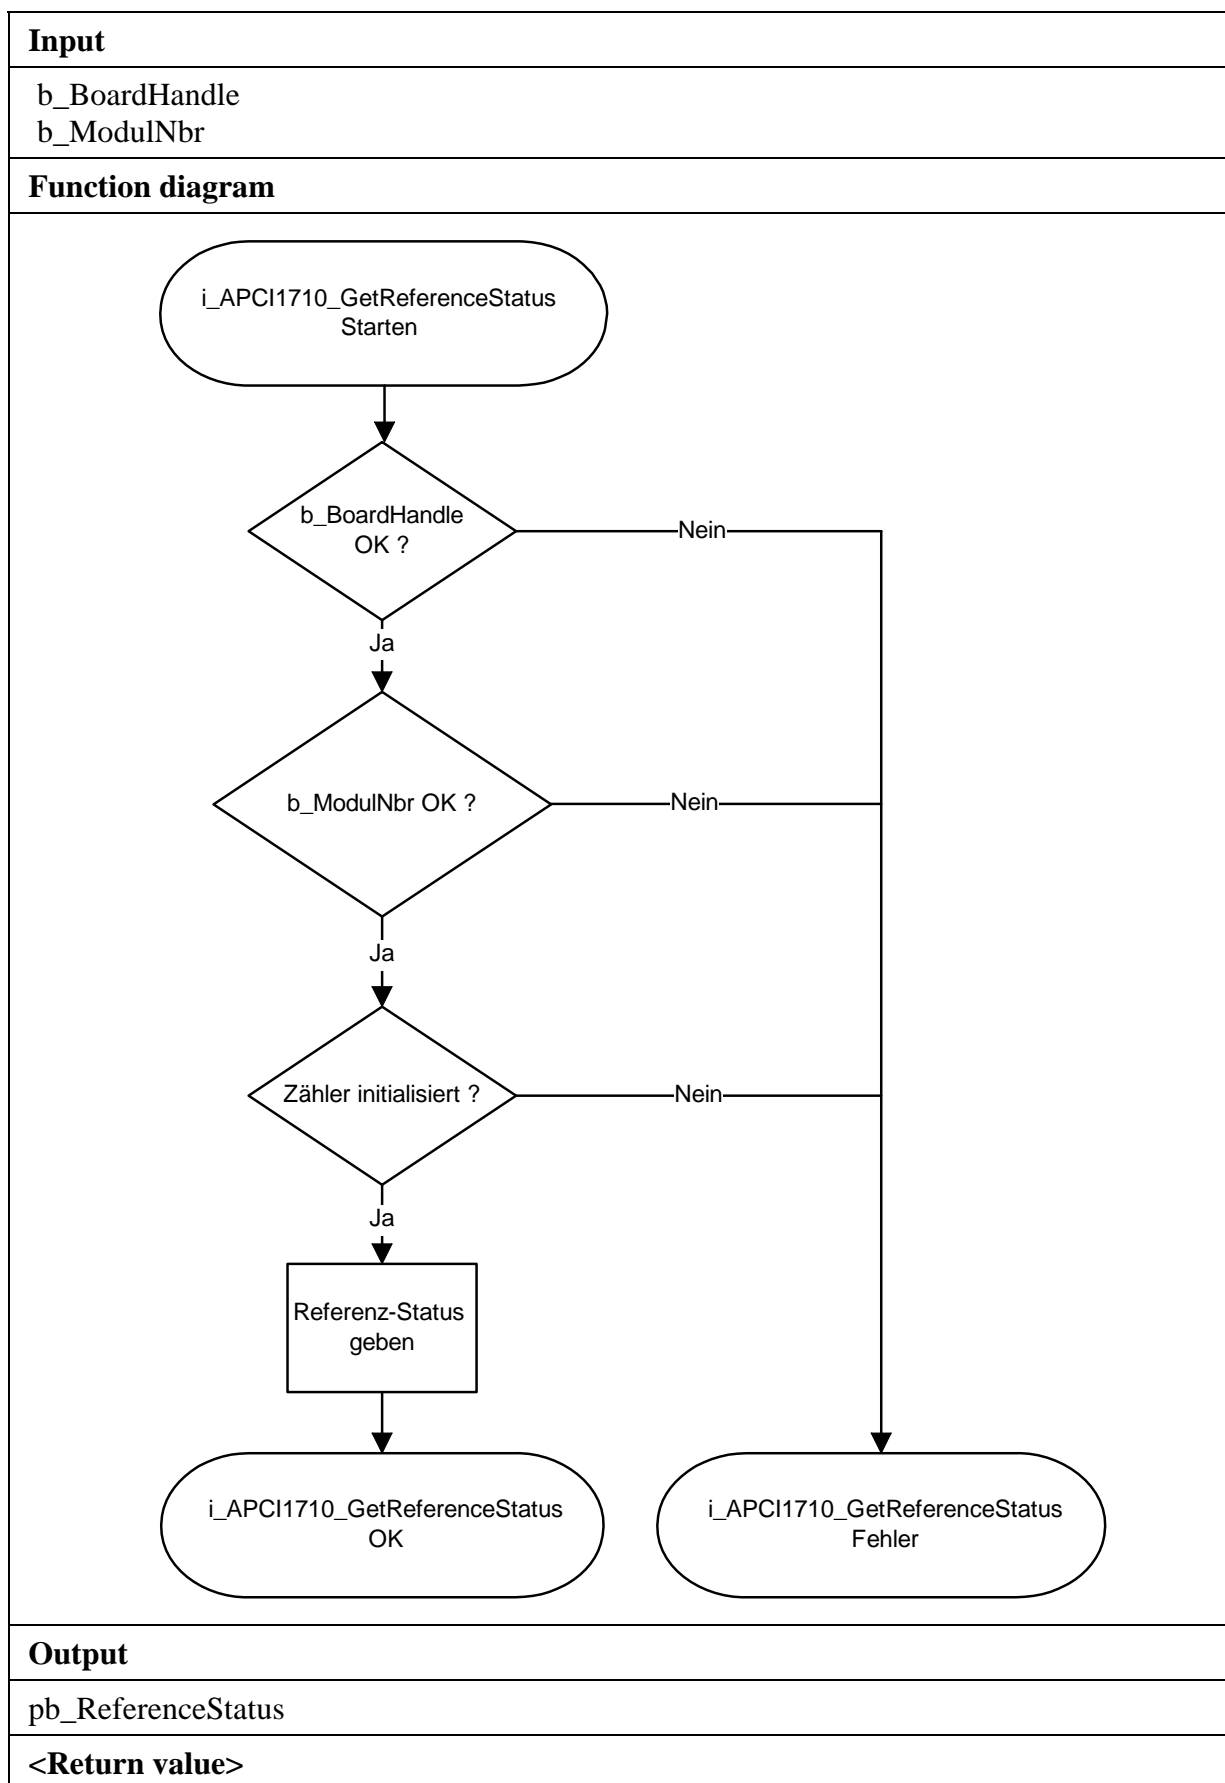 Input
b_BoardHandle
b_ModulNbr
Function diagram
i_APCI1710_GetReferenceStatus
Starten
b_BoardHandle
OK ?
Nein
Ja
b_ModulNbr OK ?
Nein
Ja
Zähler initialisiert ?
Nein
Ja
Referenz-Status
geben
i_APCI1710_GetReferenceStatus
OK
i_APCI1710_GetReferenceStatus
Fehler
Output
pb_ReferenceStatus
<Return value>